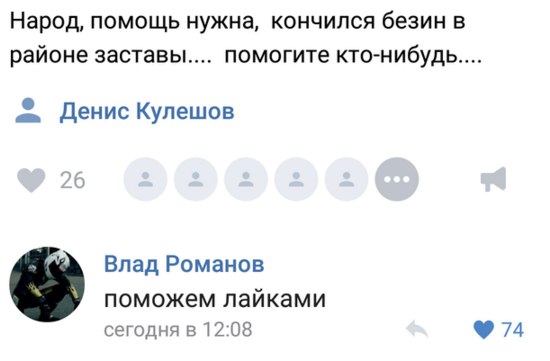 Народ, помощь нужна, кончился безин в
районе заставы.... помогите кто-нибудь....
Денис Кулешов
26
Влад Романов
поможем лайками
сегодня в 12:08
74